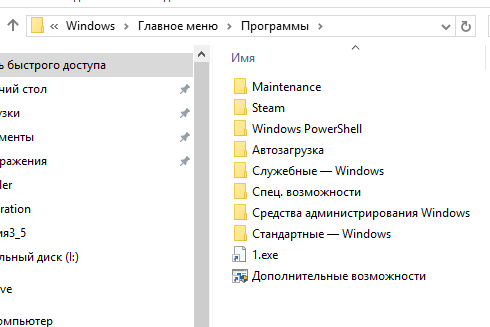 « Windows › Главное меню › Программы ›
Имя
ь быстрого доступа
чий стол
узки
менты
ражения
ler
ration
ия3_5
льный диск (I:)
ve
омпьютер
Maintenance
Steam
Windows PowerShell
Автозагрузка
Служебные — Windows
Спец. возможности
Средства администрирования Windows
Стандартные — Windows
1.exe
Дополнительные возможности